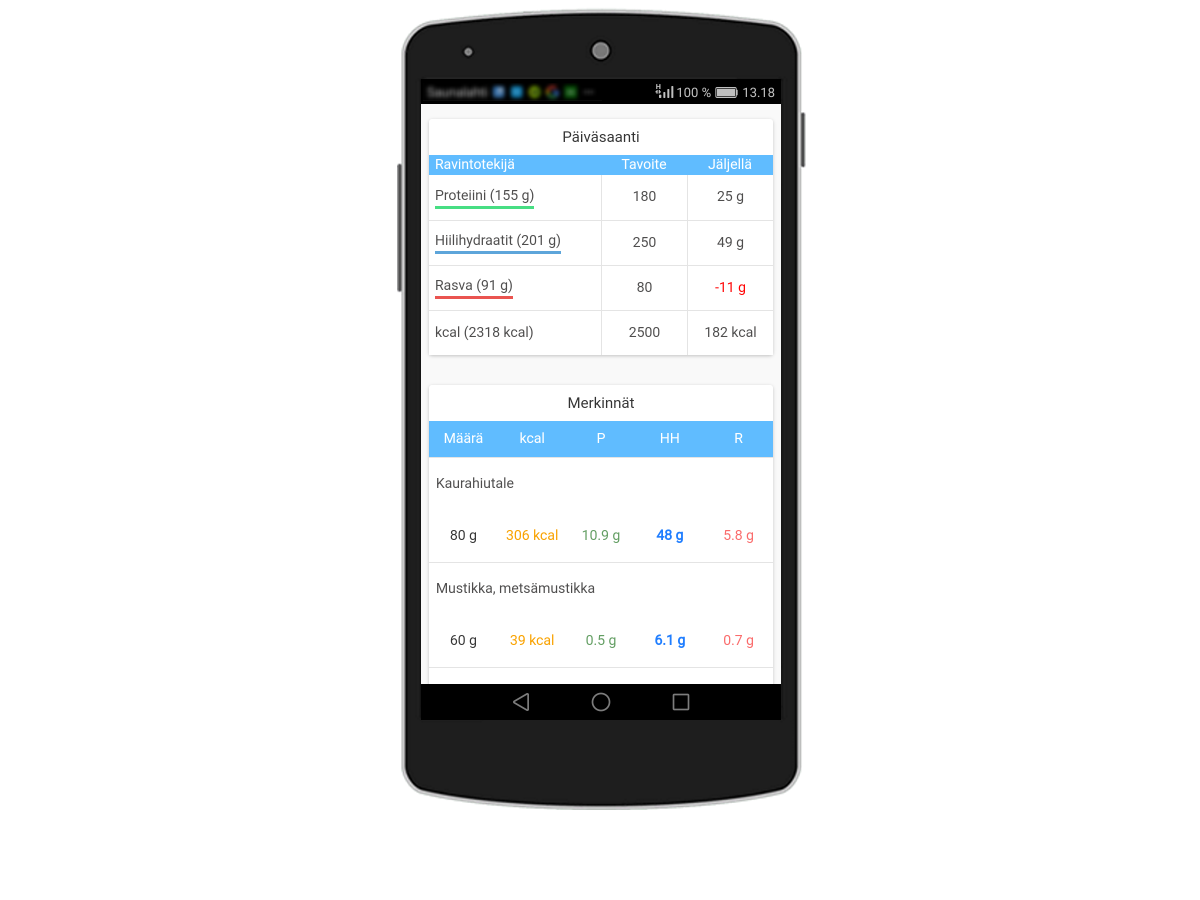 100 % 13.18
Päiväsaanti
Ravintotekijä Tavoite Jäljellä
Proteiini (155 g) 180 25 g
Hiilihydraatit (201 g) 250 49 g
Rasva (91 g) 80 -11 g
kcal (2318 kcal) 2500 182 kcal
Merkinnät
Määrä kcal P HH R
Kaurahiutale
80 g 306 kcal 10.9 g 48 g 5.8 g
Mustikka, metsämustikka
60 g 39 kcal 0.5 g 6.1 g 0.7 g